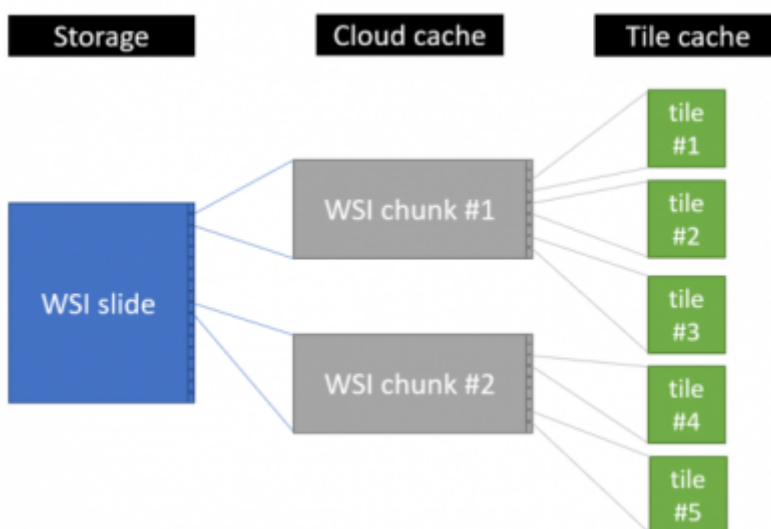 Storage
Cloud cache
Tile cache
WSI slide
WSI chunk #1
WSI chunk #2
tile
#1
tile
#2
tile
#3
tile
#4
tile
#5